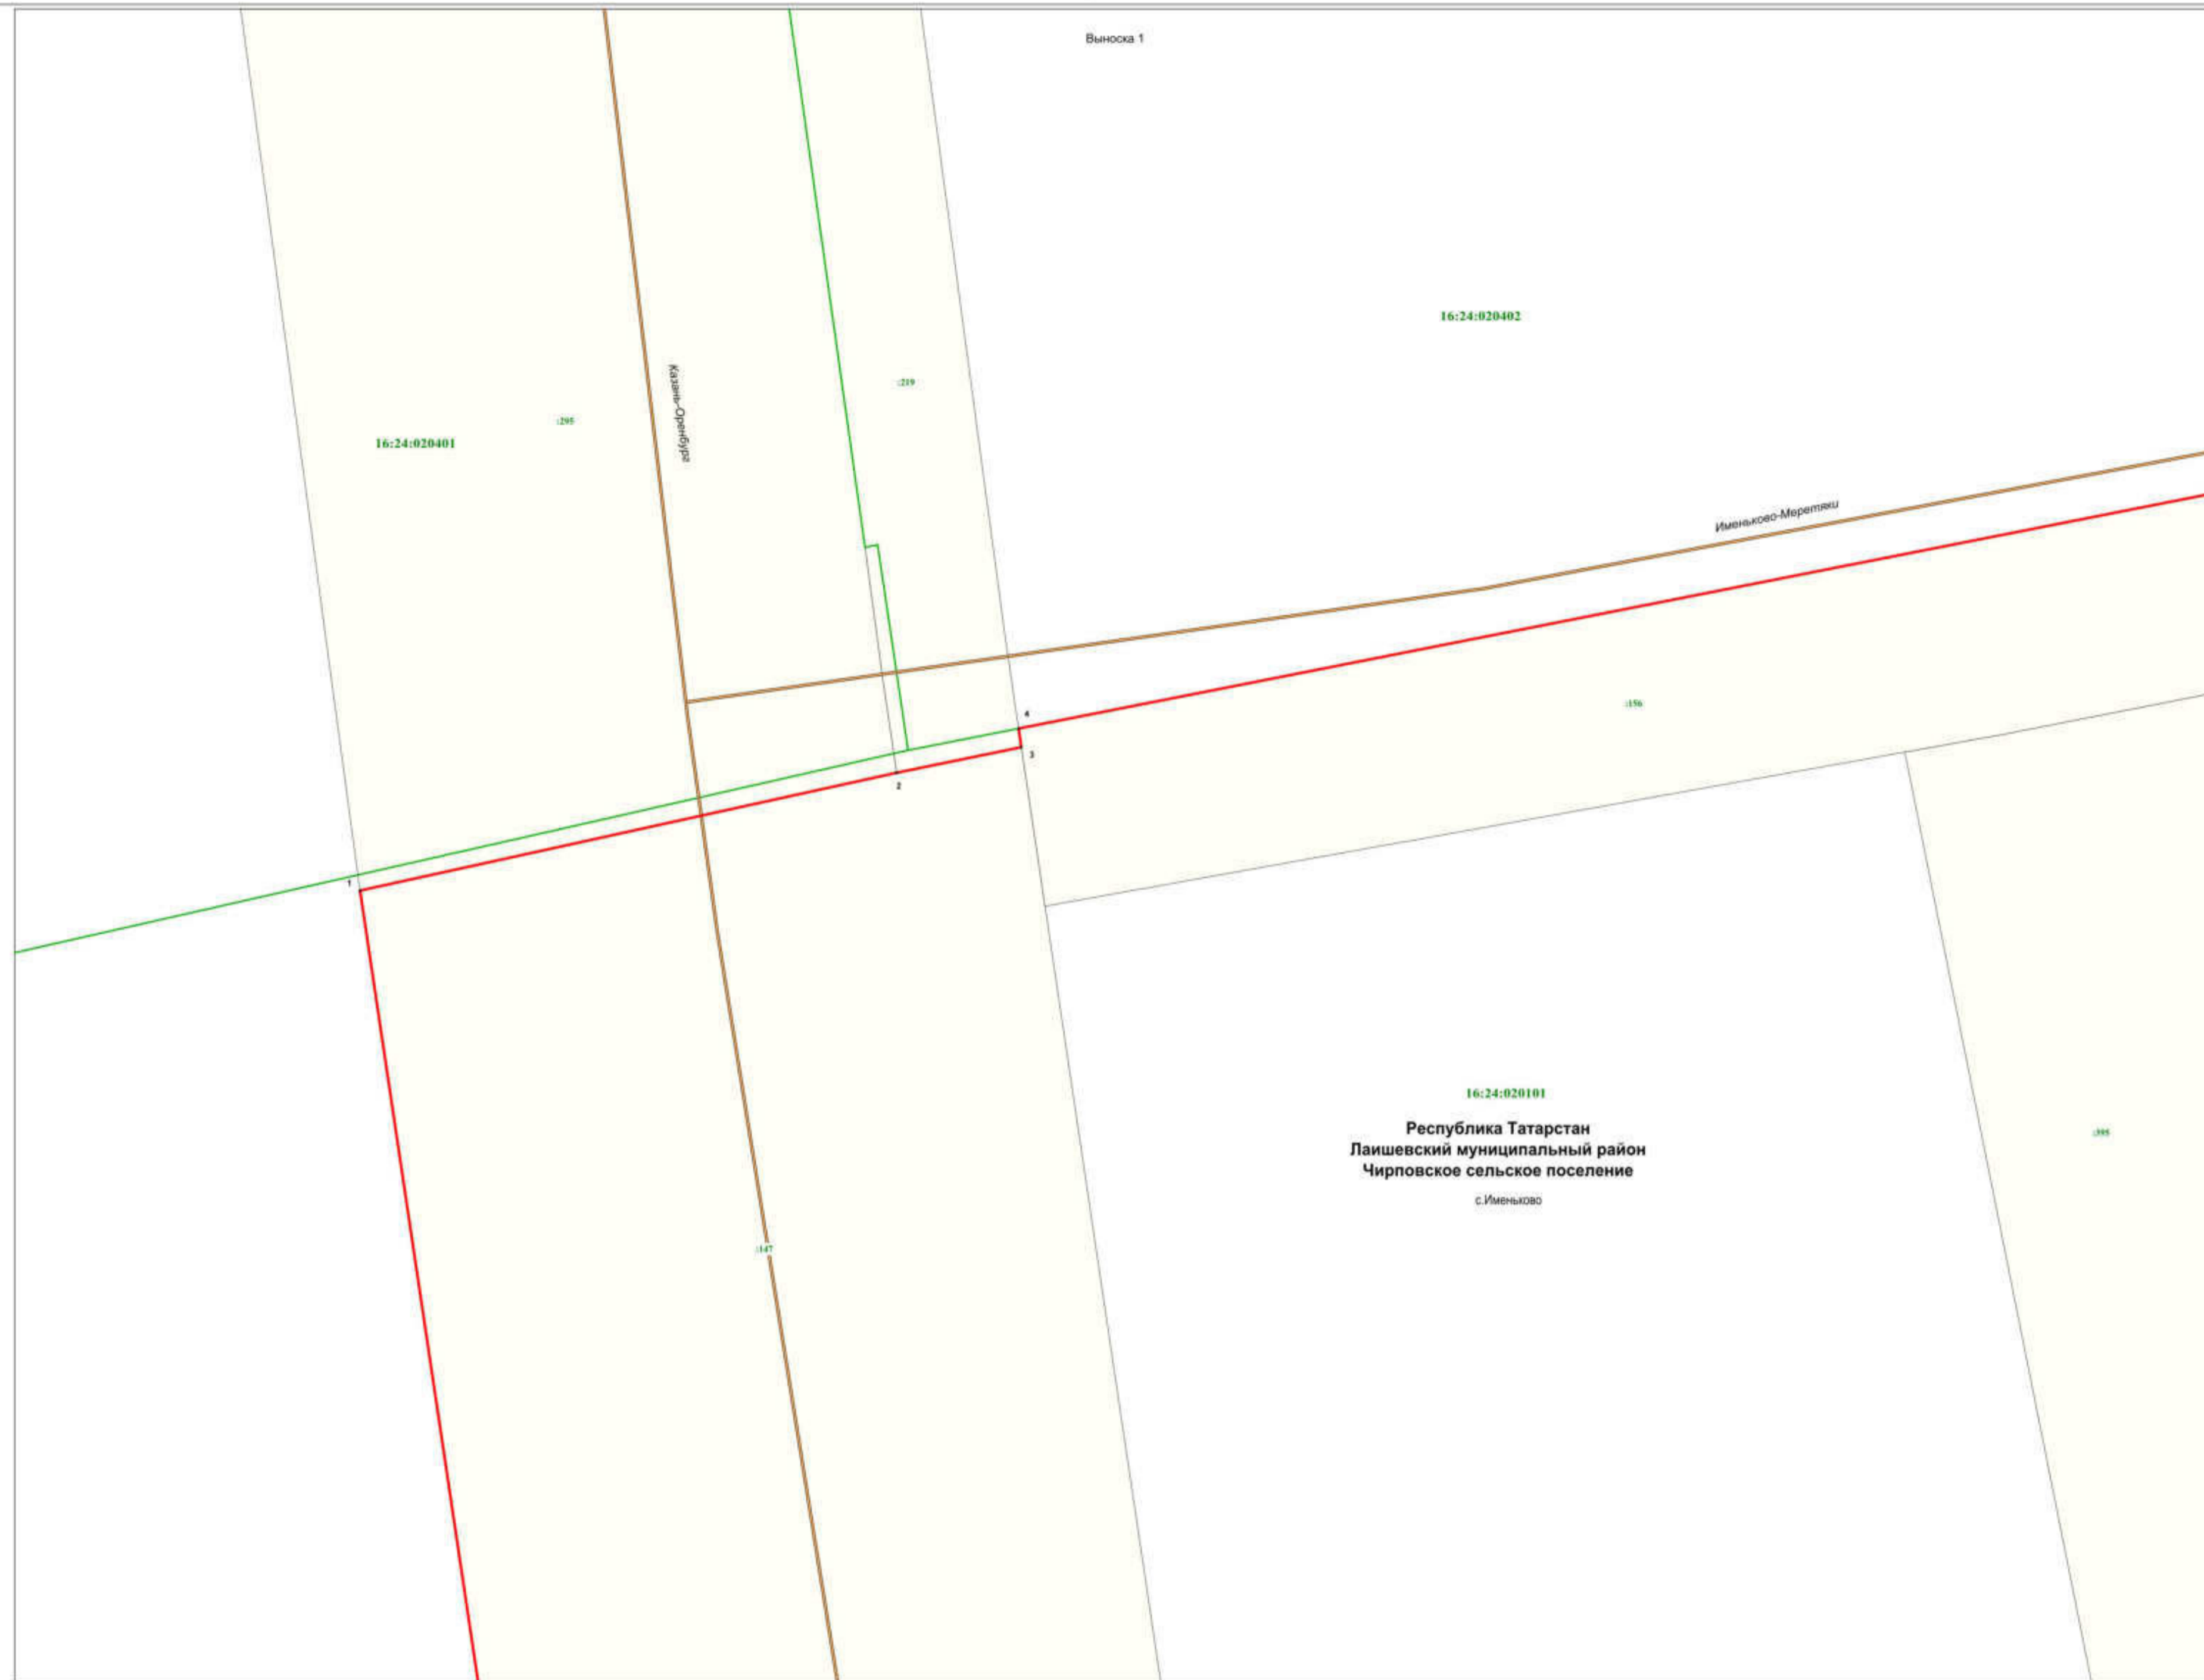 Выноска 1
16:24:020402
Казань-Оренбург
:219
:295
16:24:020401
Именьково-Меретяки
:156
4
3
2
1
16:24:020101
Республика Татарстан
Лаишевский муниципальный район
Чирповское сельское поселение
с.Именьково
:395
:147